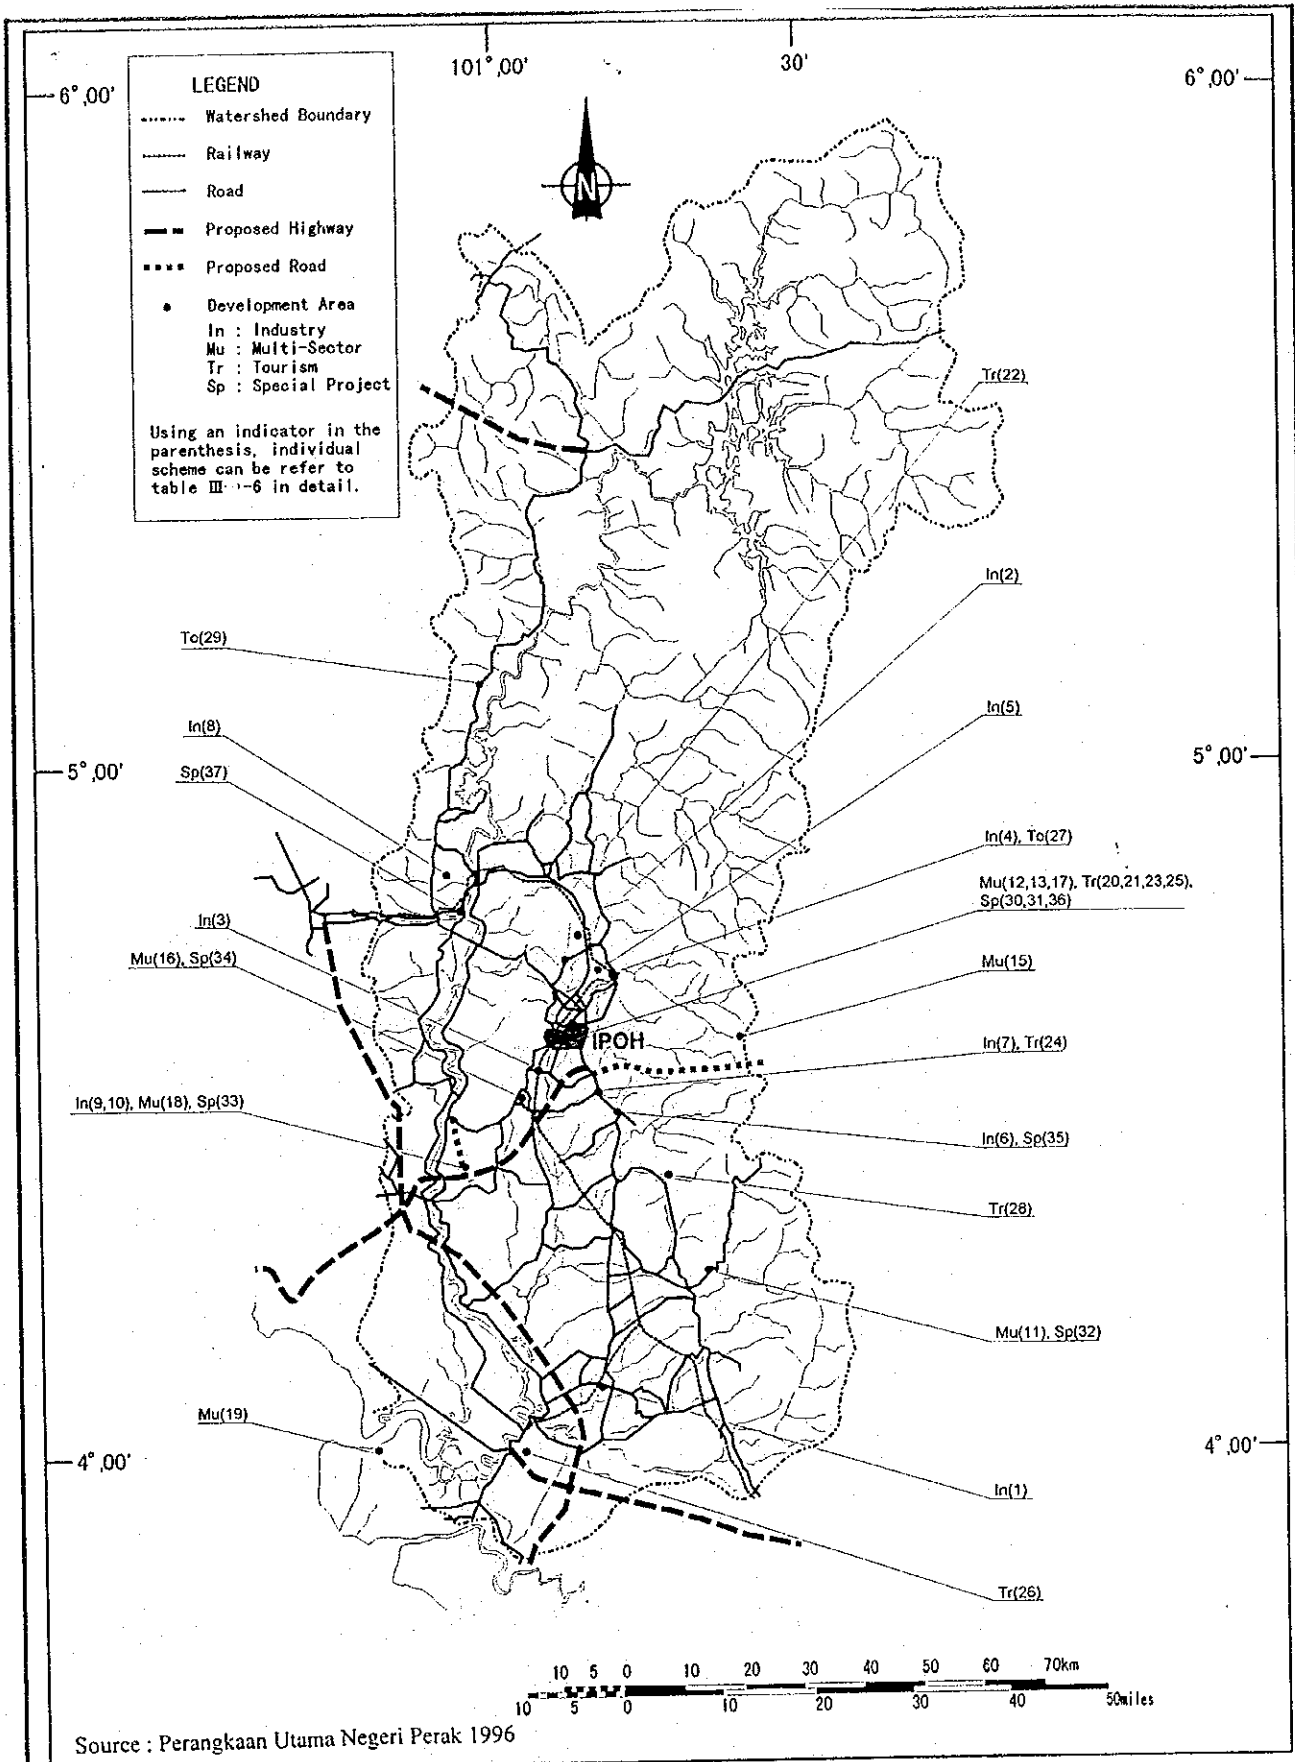 101°,00'
30'
6°,00'
6°,00'
LEGEND
Watershed Boundary
Railway
Road
Proposed Highway
Proposed Road
Development Area
In : Industry
Mu : Multi-Sector
Tr : Tourism
Sp : Special Project
Using an indicator in the
parenthesis, individual
scheme can be refer to
table III -6 in detail.
N
Tr(22)
In(2)
To(29)
In(5)
In(8)
Sp(37)
5°,00'
5°,00'
In(4), To(27)
Mu(12,13,17), Tr(20,21,23,25),
Sp(30,31,36)
In(3)
Mu(16), Sp(34)
Mu(15)
IPOH
In(7), Tr(24)
In(9,10), Mu(18), Sp(33)
In(6), Sp(35)
Tr(28)
Mu(11), Sp(32)
Mu(19)
4°,00'
4°,00'
In(1)
Tr(26)
10 5 0 10 20 30 40 50 60 70km
10 5 0 10 20 30 40 50miles
Source : Perangkaan Utama Negeri Perak 1996